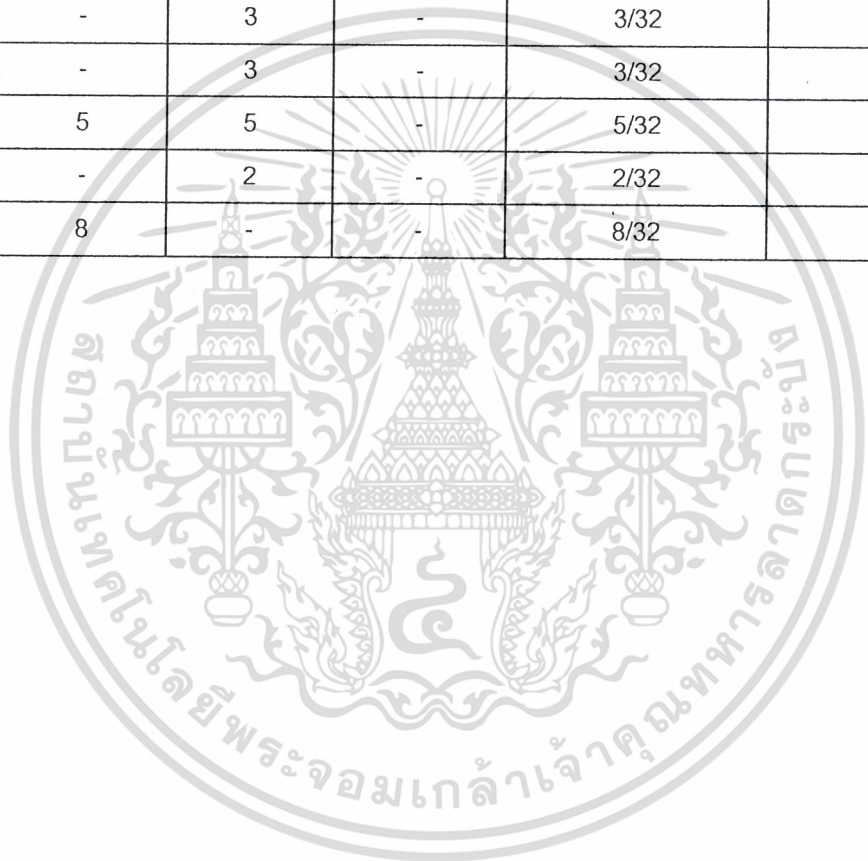 - 3 - 3/32
- 3 - 3/32
5 5 - 5/32
- 2 - 2/32
8 - - 8/32
สถาบันเทคโนโลยีพระจอมเกล้าเจ้าคุณทหารลาดกระบัง